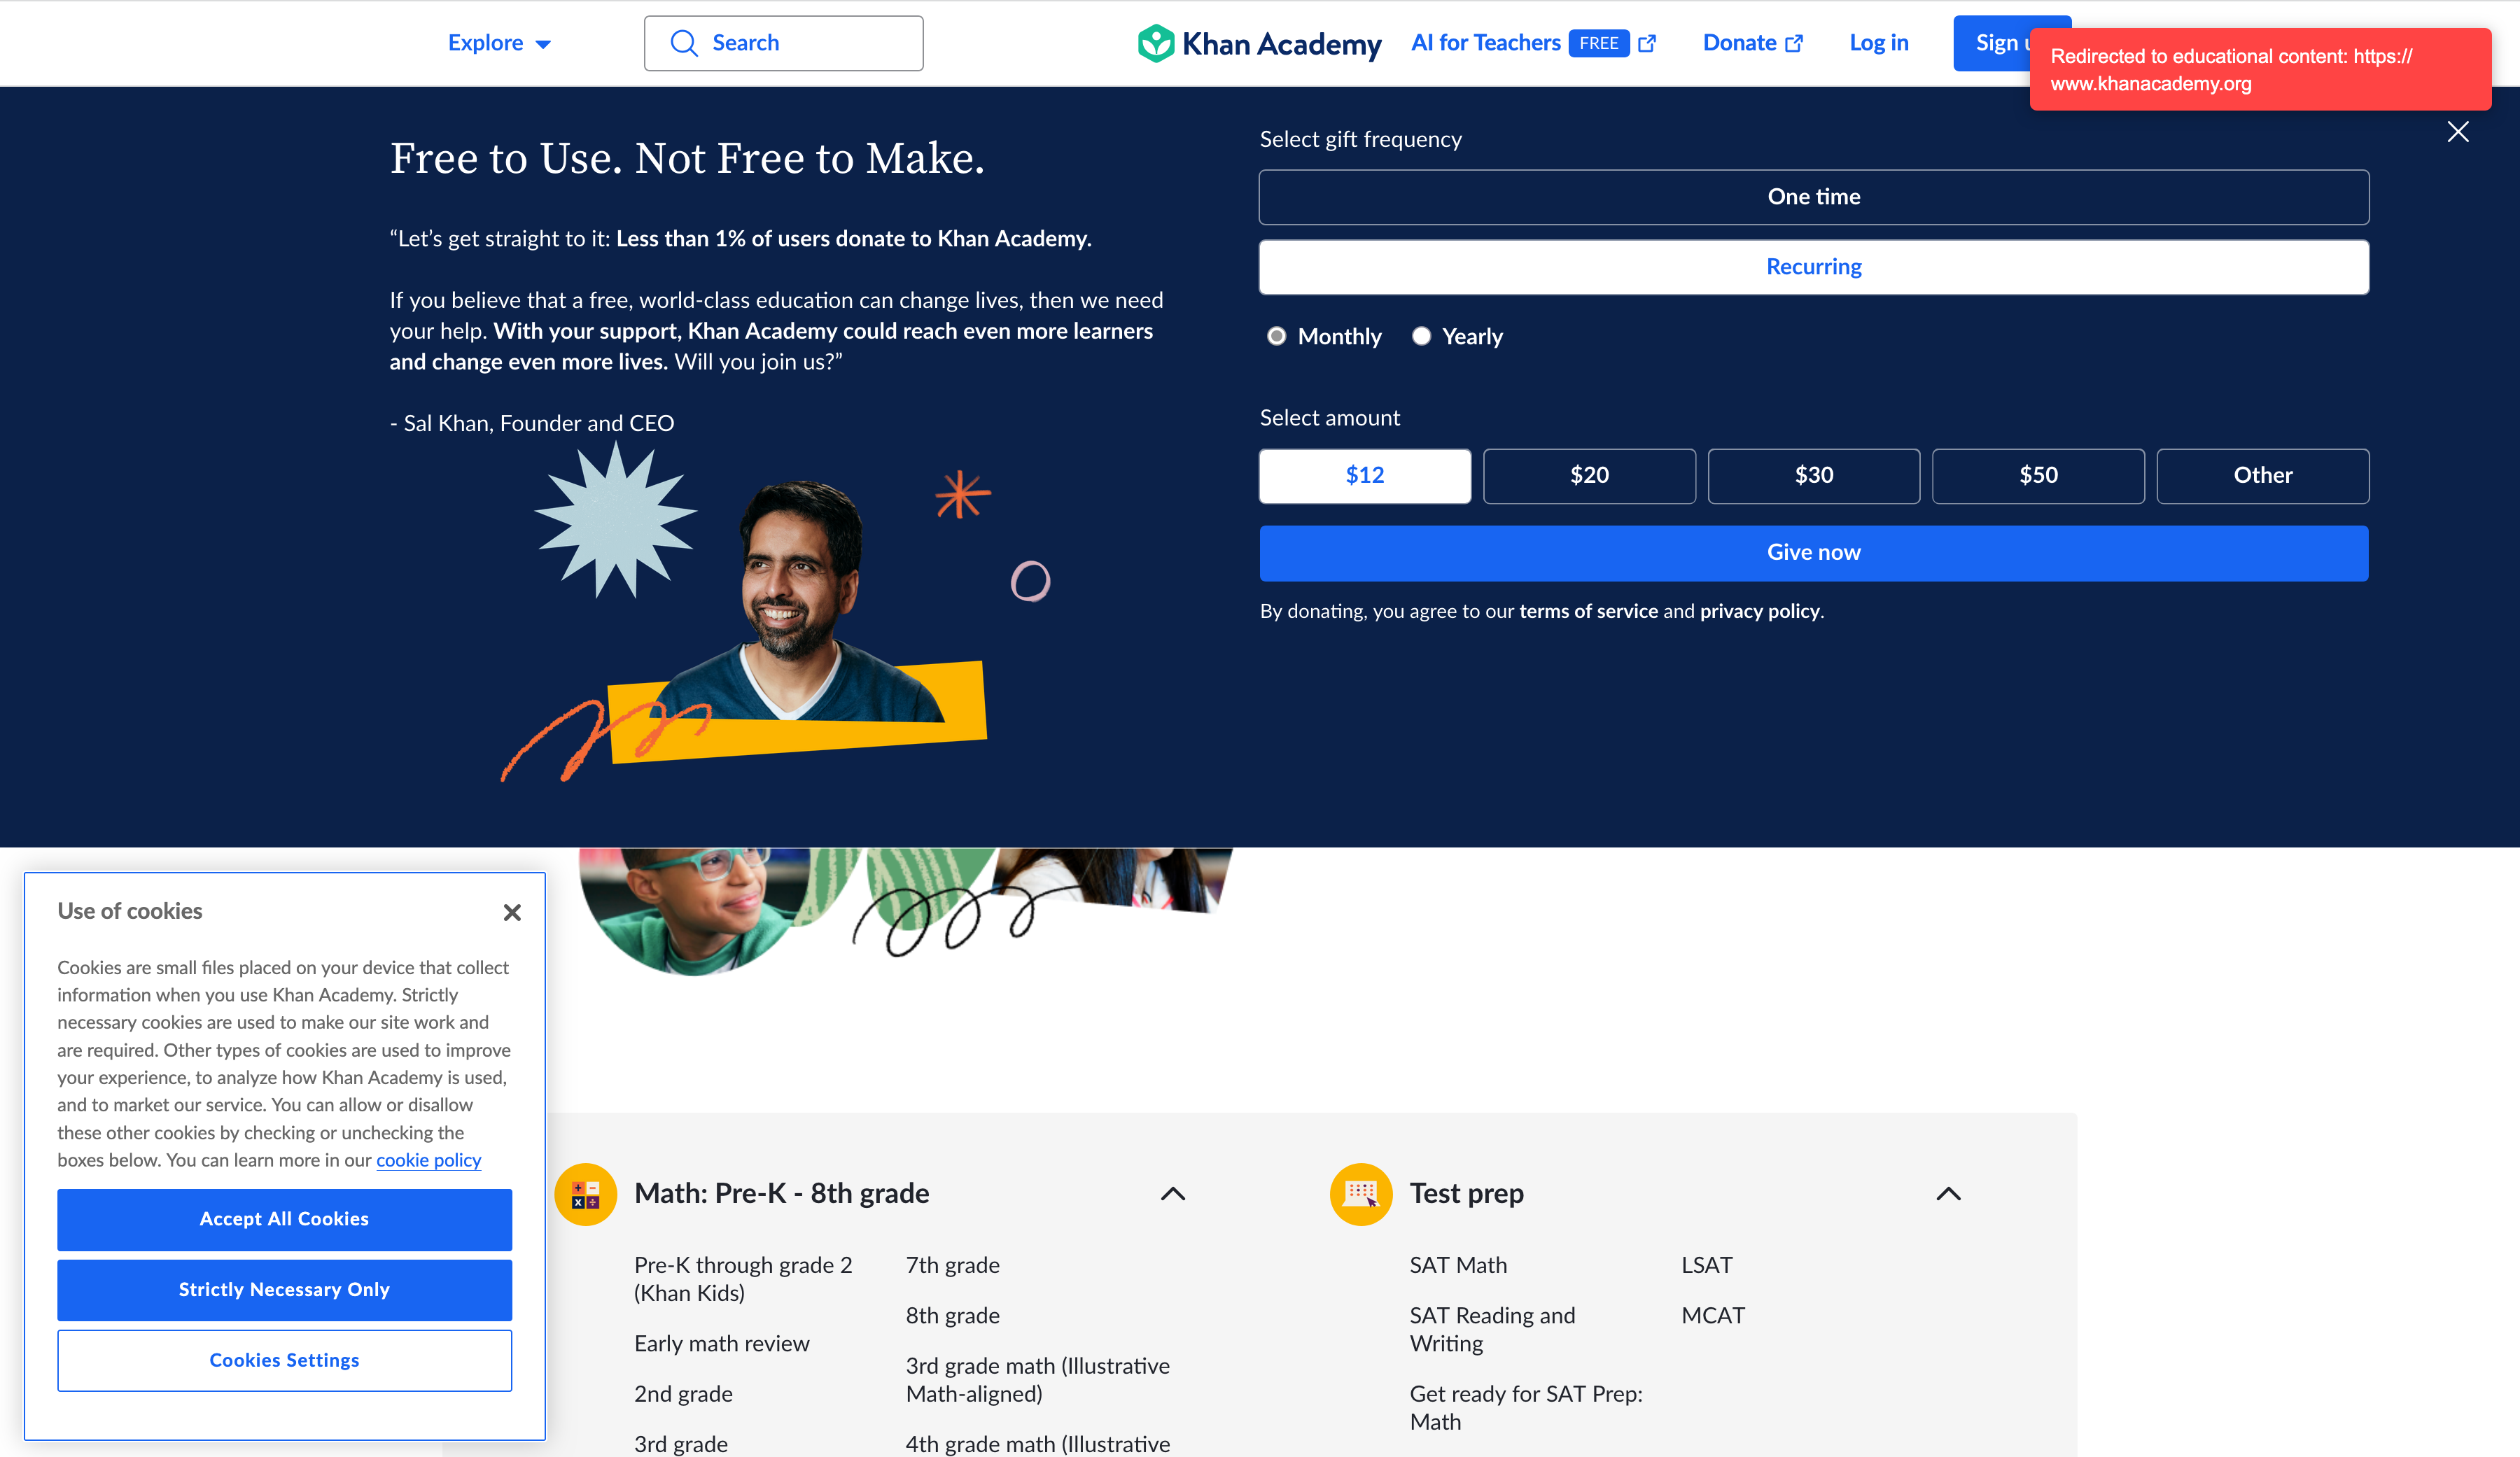 Explore
Search
Khan Academy
AI for Teachers FREE
Donate
Log in
Sign
Redirected to educational content: https://
www.khanacademy.org
Free to Use. Not Free to Make.
“Let’s get straight to it: Less than 1% of users donate to Khan Academy.
If you believe that a free, world-class education can change lives, then we need
your help. With your support, Khan Academy could reach even more learners
and change even more lives. Will you join us?”
- Sal Khan, Founder and CEO
Select gift frequency
One time
Recurring
Monthly
Yearly
Select amount
$12
$20
$30
$50
Other
Give now
By donating, you agree to our terms of service and privacy policy.
Use of cookies
Cookies are small files placed on your device that collect
information when you use Khan Academy. Strictly
necessary cookies are used to make our site work and
are required. Other types of cookies are used to improve
your experience, to analyze how Khan Academy is used,
and to market our service. You can allow or disallow
these other cookies by checking or unchecking the
boxes below. You can learn more in our cookie policy
Accept All Cookies
Strictly Necessary Only
Cookies Settings
Math: Pre-K - 8th grade
Pre-K through grade 2
(Khan Kids)
Early math review
2nd grade
3rd grade
7th grade
8th grade
3rd grade math (Illustrative
Math-aligned)
4th grade math (Illustrative
Test prep
SAT Math
SAT Reading and
Writing
Get ready for SAT Prep:
Math
LSAT
MCAT